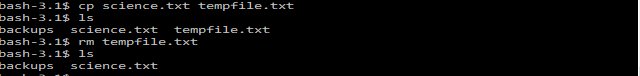 bash-3.1$ cp science.txt tempfile.txt
bash-3.1$ ls
backups  science.txt  tempfile.txt
bash-3.1$ rm tempfile.txt
bash-3.1$ ls
backups  science.txt